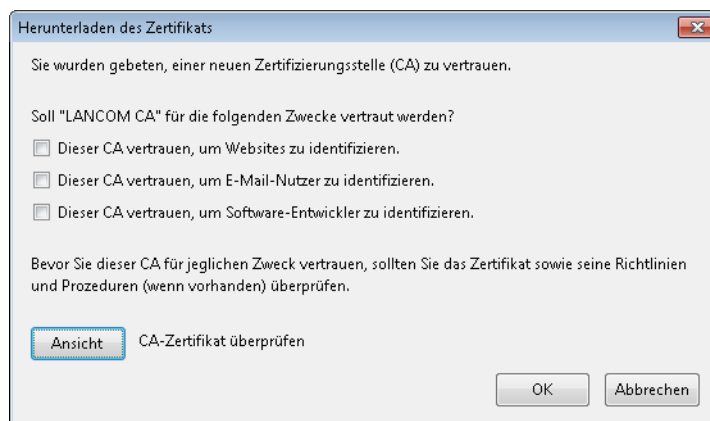 Herunterladen des Zertifikats
Sie wurden gebeten, einer neuen Zertifizierungsstelle (CA) zu vertrauen.
Soll "LANCOM CA" für die folgenden Zwecke vertraut werden?
Dieser CA vertrauen, um Websites zu identifizieren.
Dieser CA vertrauen, um E-Mail-Nutzer zu identifizieren.
Dieser CA vertrauen, um Software-Entwickler zu identifizieren.
Bevor Sie dieser CA für jeglichen Zweck vertrauen, sollten Sie das Zertifikat sowie seine Richtlinien
und Prozeduren (wenn vorhanden) überprüfen.
Ansicht CA-Zertifikat überprüfen
OK Abbrechen